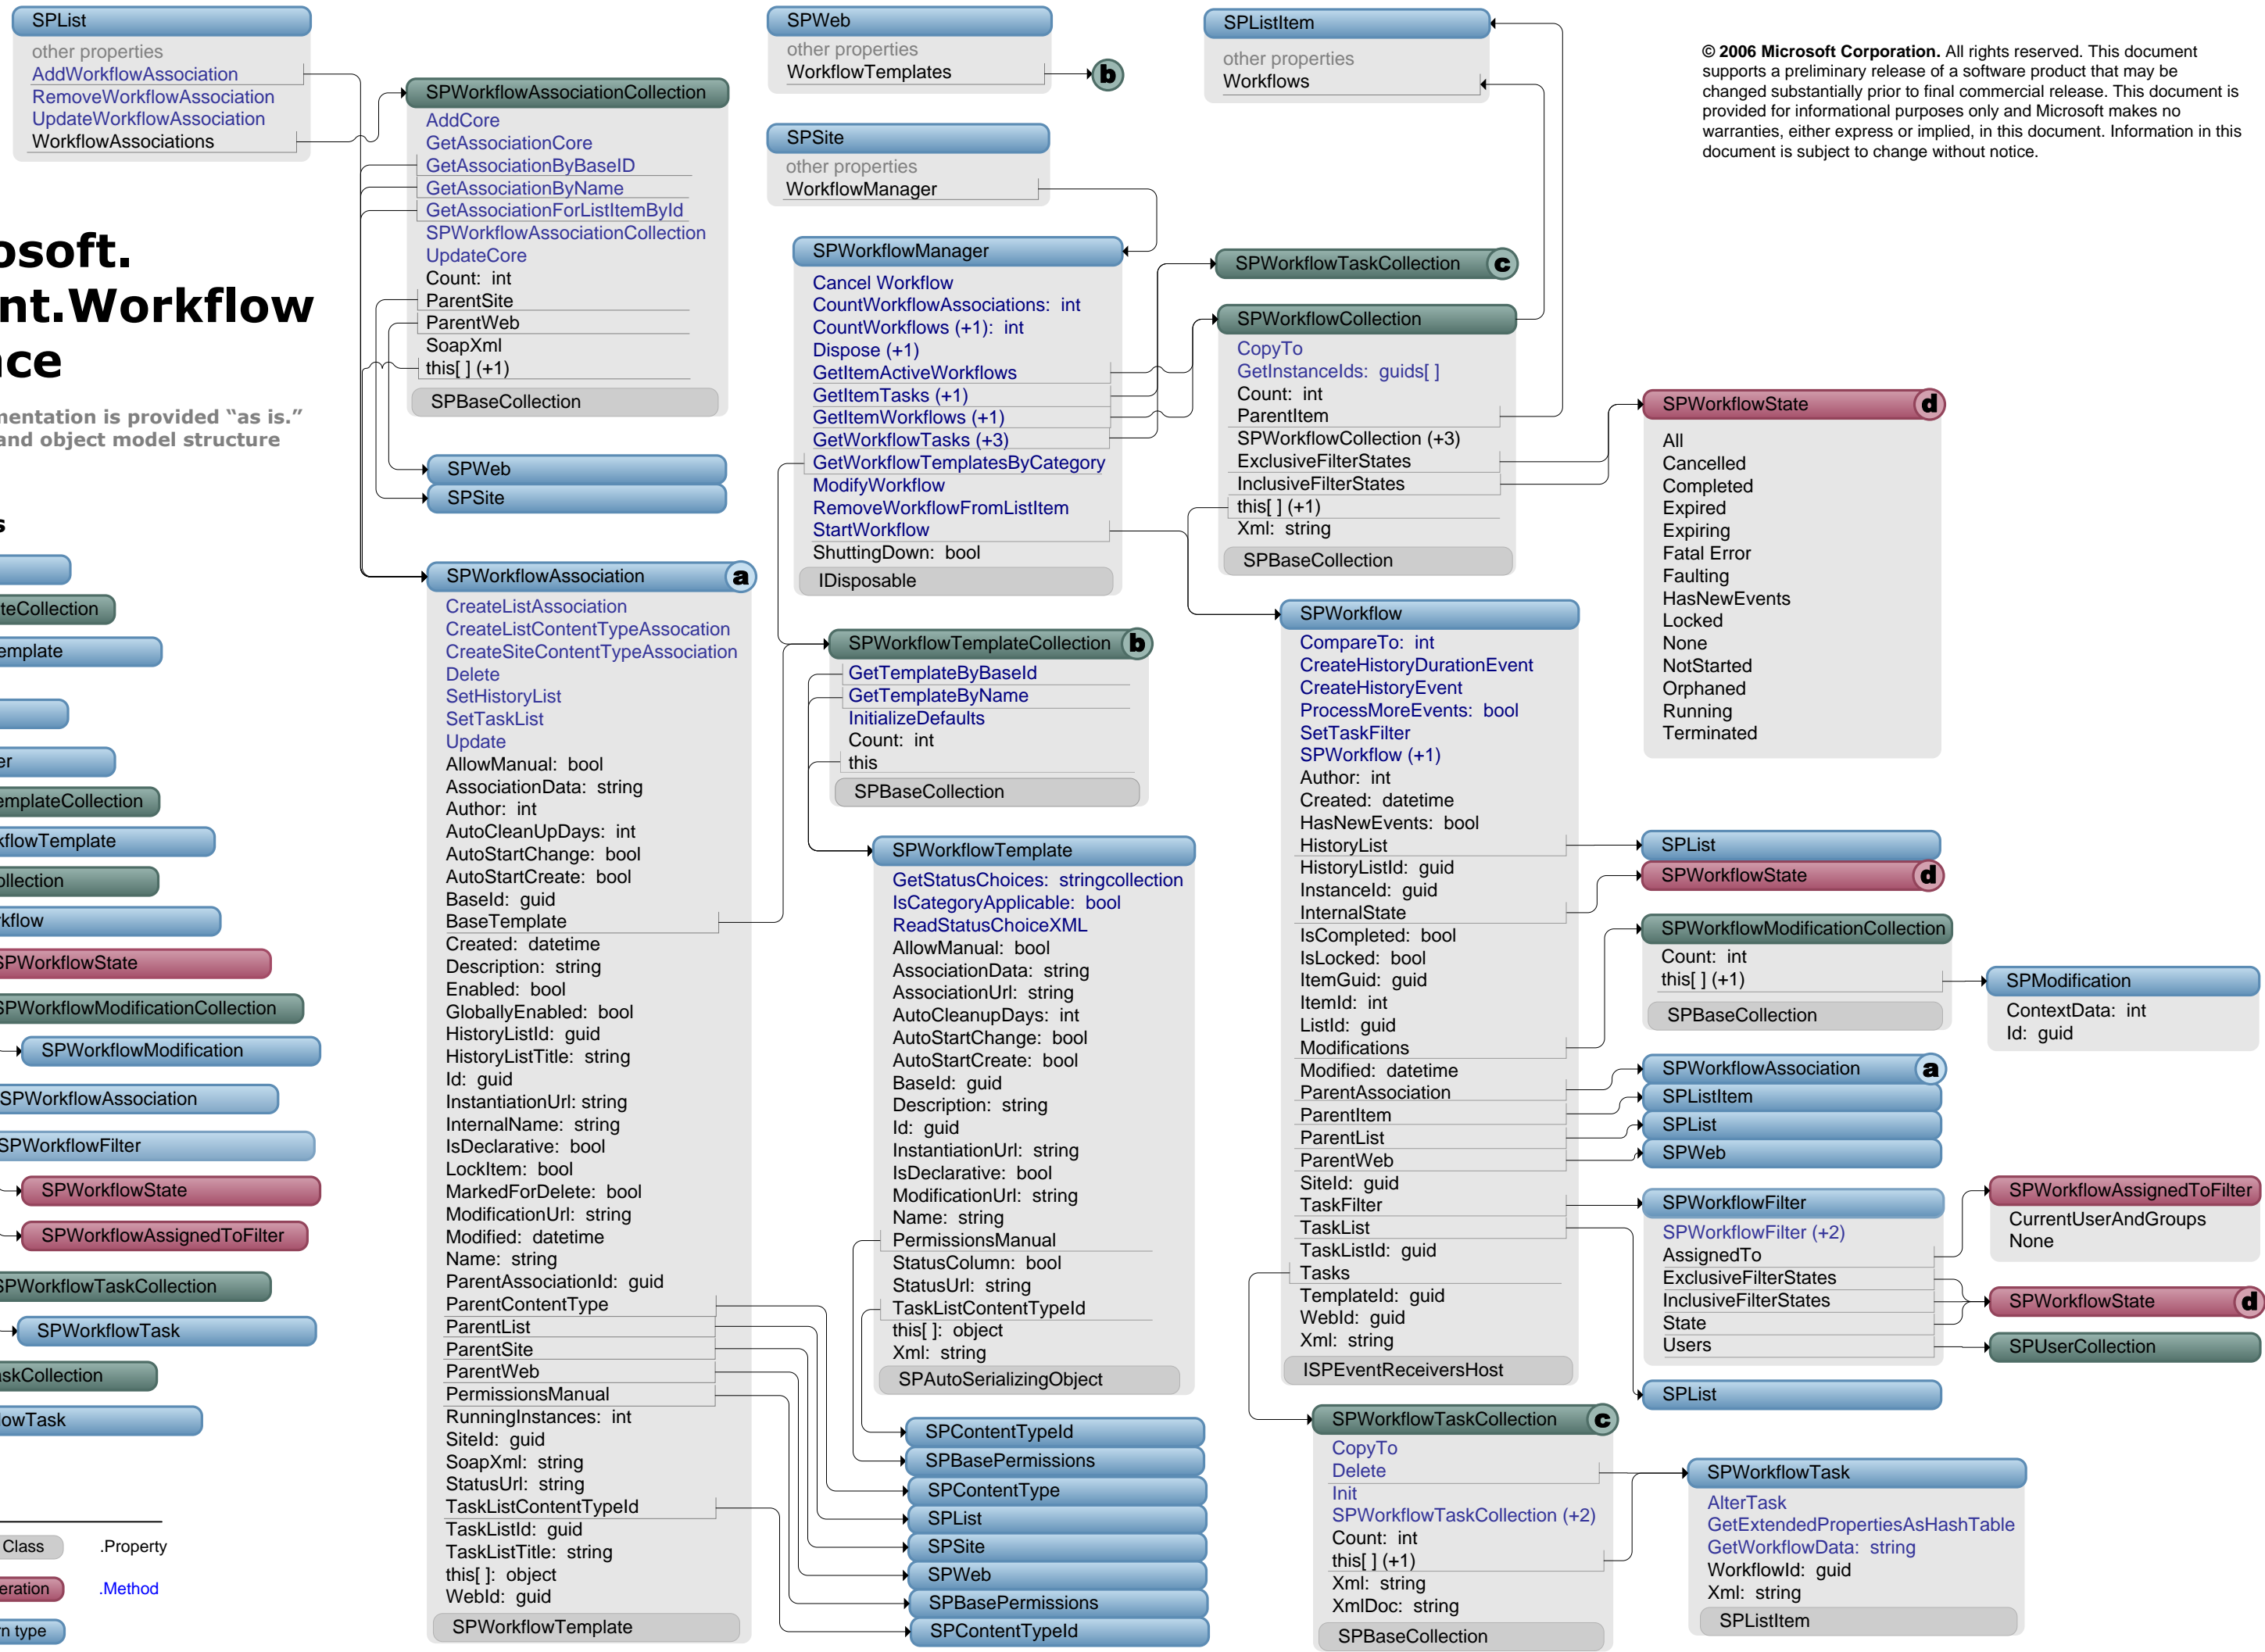 SPList
other properties
AddWorkflowAssociation
RemoveWorkflowAssociation
UpdateWorkflowAssociation
WorkflowAssociations
osoft.
nt.Workflow
ace
mentation is provided “as is.”
and object model structure
s
teCollection
emplate
er
emplateCollection
kflowTemplate
ollection
rkflow
SPWorkflowState
SPWorkflowModificationCollection
SPWorkflowModification
SPWorkflowAssociation
SPWorkflowFilter
SPWorkflowState
SPWorkflowAssignedToFilter
SPWorkflowTaskCollection
SPWorkflowTask
askCollection
lowTask
Class
.Property
eration
.Method
rn type
SPWorkflowAssociationCollection
AddCore
GetAssociationCore
GetAssociationByBaseID
GetAssociationByName
GetAssociationForListItemById
SPWorkflowAssociationCollection
UpdateCore
Count: int
ParentSite
ParentWeb
SoapXml
this[ ] (+1)
SPBaseCollection
SPWeb
SPSite
SPWorkflowAssociation a
CreateListAssociation
CreateListContentTypeAssocation
CreateSiteContentTypeAssociation
Delete
SetHistoryList
SetTaskList
Update
AllowManual: bool
AssociationData: string
Author: int
AutoCleanUpDays: int
AutoStartChange: bool
AutoStartCreate: bool
BaseId: guid
BaseTemplate
Created: datetime
Description: string
Enabled: bool
GloballyEnabled: bool
HistoryListId: guid
HistoryListTitle: string
Id: guid
InstantiationUrl: string
InternalName: string
IsDeclarative: bool
LockItem: bool
MarkedForDelete: bool
ModificationUrl: string
Modified: datetime
Name: string
ParentAssociationId: guid
ParentContentType
ParentList
ParentSite
ParentWeb
PermissionsManual
RunningInstances: int
SiteId: guid
SoapXml: string
StatusUrl: string
TaskListContentTypeId
TaskListId: guid
TaskListTitle: string
this[ ]: object
WebId: guid
SPWorkflowTemplate
SPWeb
other properties
WorkflowTemplates
b
SPSite
other properties
WorkflowManager
SPWorkflowManager
Cancel Workflow
CountWorkflowAssociations: int
CountWorkflows (+1): int
Dispose (+1)
GetItemActiveWorkflows
GetItemTasks (+1)
GetItemWorkflows (+1)
GetWorkflowTasks (+3)
GetWorkflowTemplatesByCategory
ModifyWorkflow
RemoveWorkflowFromListItem
StartWorkflow
ShuttingDown: bool
IDisposable
SPWorkflowTemplateCollection b
GetTemplateByBaseId
GetTemplateByName
InitializeDefaults
Count: int
this
SPBaseCollection
SPWorkflowTemplate
GetStatusChoices: stringcollection
IsCategoryApplicable: bool
ReadStatusChoiceXML
AllowManual: bool
AssociationData: string
AssociationUrl: string
AutoCleanupDays: int
AutoStartChange: bool
AutoStartCreate: bool
BaseId: guid
Description: string
Id: guid
InstantiationUrl: string
IsDeclarative: bool
ModificationUrl: string
Name: string
PermissionsManual
StatusColumn: bool
StatusUrl: string
TaskListContentTypeId
this[ ]: object
Xml: string
SPAutoSerializingObject
SPContentTypeId
SPBasePermissions
SPContentType
SPList
SPSite
SPWeb
SPBasePermissions
SPContentTypeId
SPListItem
other properties
Workflows
SPWorkflowTaskCollection c
SPWorkflowCollection
CopyTo
GetInstanceIds: guids[ ]
Count: int
ParentItem
SPWorkflowCollection (+3)
ExclusiveFilterStates
InclusiveFilterStates
this[ ] (+1)
Xml: string
SPBaseCollection
SPWorkflow
CompareTo: int
CreateHistoryDurationEvent
CreateHistoryEvent
ProcessMoreEvents: bool
SetTaskFilter
SPWorkflow (+1)
Author: int
Created: datetime
HasNewEvents: bool
HistoryList
HistoryListId: guid
InstanceId: guid
InternalState
IsCompleted: bool
IsLocked: bool
ItemGuid: guid
ItemId: int
ListId: guid
Modifications
Modified: datetime
ParentAssociation
ParentItem
ParentList
ParentWeb
SiteId: guid
TaskFilter
TaskList
TaskListId: guid
Tasks
TemplateId: guid
WebId: guid
Xml: string
ISPEventReceiversHost
SPWorkflowTaskCollection c
CopyTo
Delete
Init
SPWorkflowTaskCollection (+2)
Count: int
this[ ] (+1)
Xml: string
XmlDoc: string
SPBaseCollection
© 2006 Microsoft Corporation. All rights reserved. This document
supports a preliminary release of a software product that may be
changed substantially prior to final commercial release. This document is
provided for informational purposes only and Microsoft makes no
warranties, either express or implied, in this document. Information in this
document is subject to change without notice.
SPWorkflowState d
All
Cancelled
Completed
Expired
Expiring
Fatal Error
Faulting
HasNewEvents
Locked
None
NotStarted
Orphaned
Running
Terminated
SPList
SPWorkflowState d
SPWorkflowModificationCollection
Count: int
this[ ] (+1)
SPBaseCollection
SPModification
ContextData: int
Id: guid
SPWorkflowAssociation a
SPListItem
SPList
SPWeb
SPWorkflowFilter
SPWorkflowFilter (+2)
AssignedTo
ExclusiveFilterStates
InclusiveFilterStates
State
Users
SPWorkflowAssignedToFilter
CurrentUserAndGroups
None
SPWorkflowState d
SPUserCollection
SPList
SPWorkflowTask
AlterTask
GetExtendedPropertiesAsHashTable
GetWorkflowData: string
WorkflowId: guid
Xml: string
SPListItem